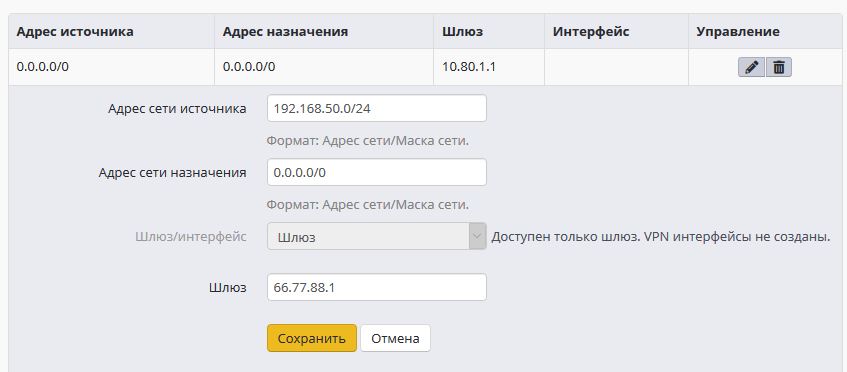 Адрес источника Адрес назначения Шлюз Интерфейс Управление
0.0.0.0/0 0.0.0.0/0 10.80.1.1
Адрес сети источника 192.168.50.0/24
Формат: Адрес сети/Маска сети.
Адрес сети назначения 0.0.0.0/0
Формат: Адрес сети/Маска сети.
Шлюз/интерфейс Шлюз Доступен только шлюз. VPN интерфейсы не созданы.
Шлюз 66.77.88.1
Сохранить Отмена